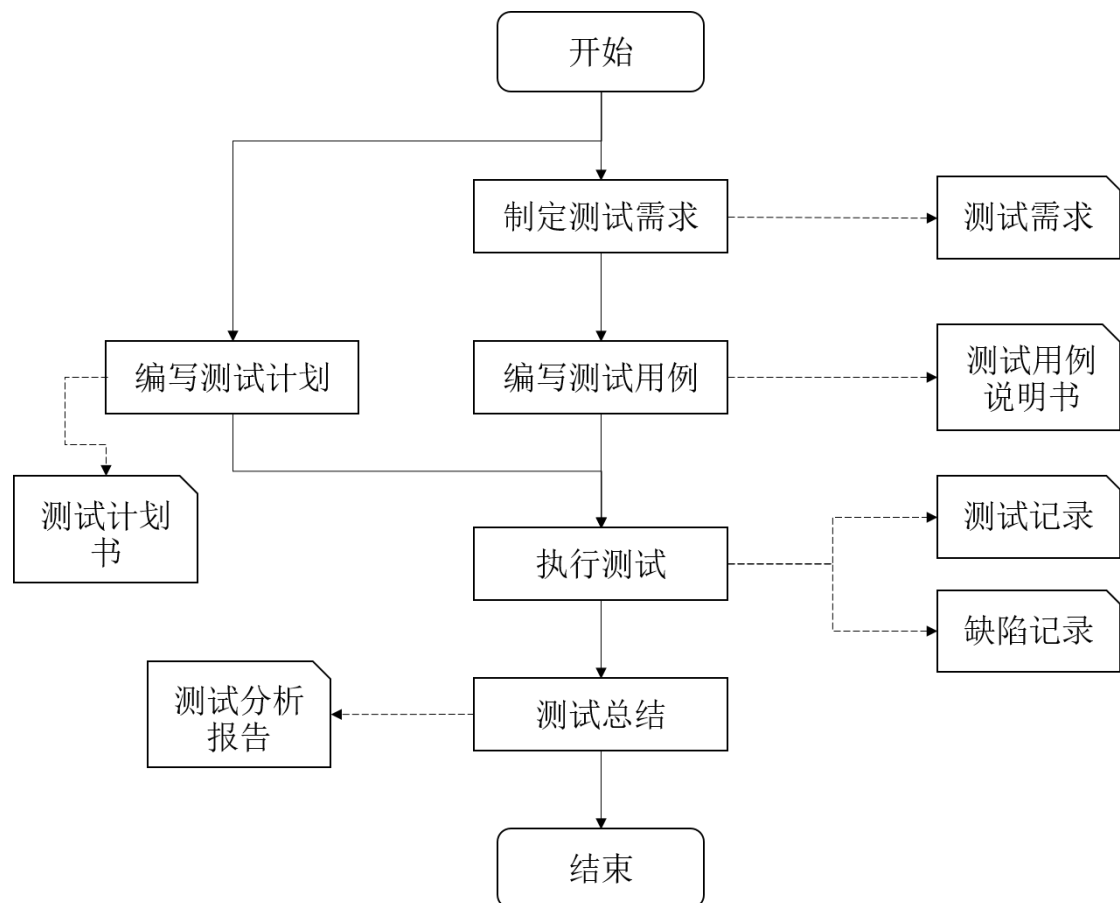 开始
制定测试需求
测试需求
编写测试计划
编写测试用例
测试用例
说明书
测试计划
书
测试记录
执行测试
缺陷记录
测试分析
报告
测试总结
结束